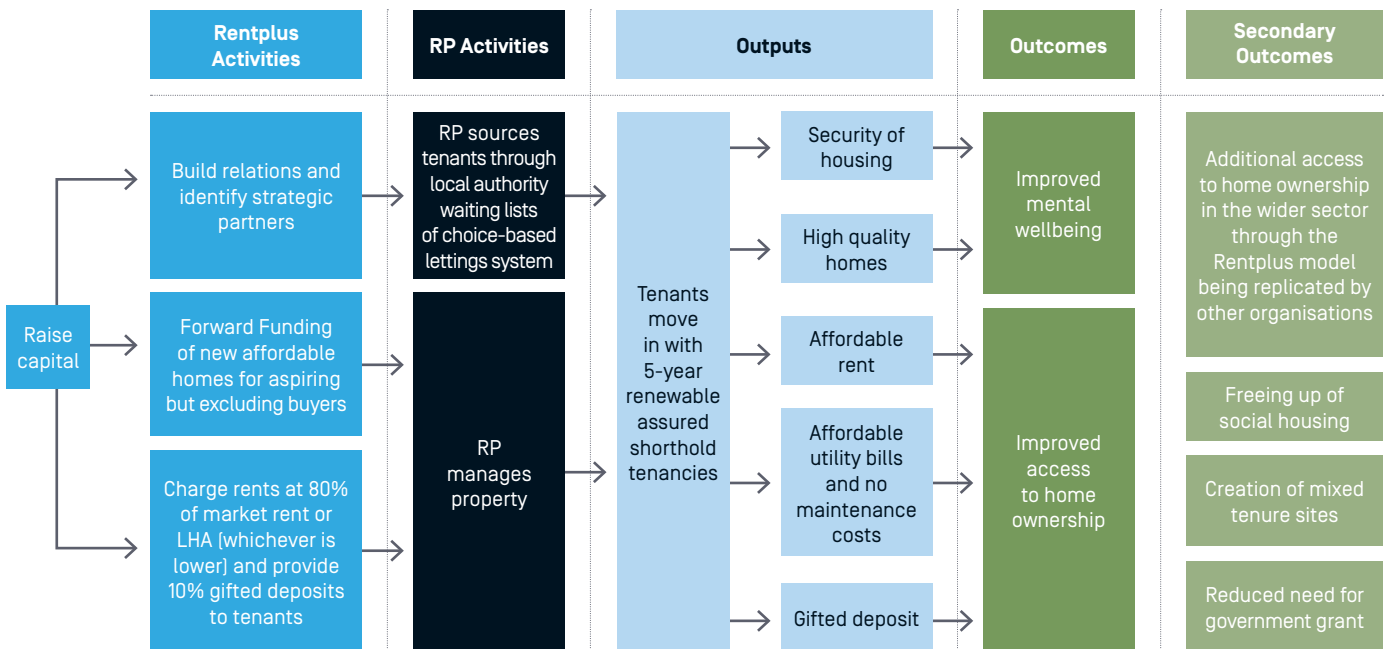 Rentplus
Activities
RP Activities
Outputs
Outcomes
Secondary
Outcomes
Raise
capital
Build relations and
identify strategic
partners
Forward Funding
of new affordable
homes for aspiring
but excluding buyers
Charge rents at 80%
of market rent or
LHA (whichever is
lower) and provide
10% gifted deposits
to tenants
RP sources
tenants through
local authority
waiting lists
of choice-based
lettings system
RP
manages
property
Tenants
move
in with
5-year
renewable
assured
shorthold
tenancies
Security of
housing
High quality
homes
Affordable
rent
Affordable
utility bills
and no
maintenance
costs
Gifted deposit
Improved
mental
wellbeing
Improved
access
to home
ownership
Additional access
to home ownership
in the wider sector
through the
Rentplus model
being replicated by
other organisations
Freeing up of
social housing
Creation of mixed
tenure sites
Reduced need for
government grant